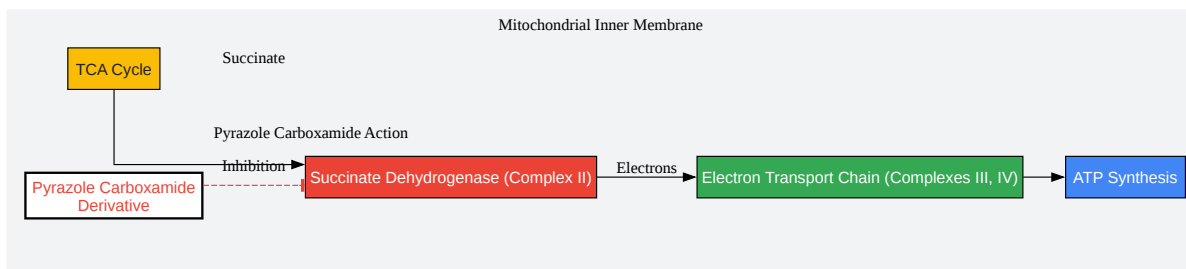 Mitochondrial Inner Membrane
Succinate
TCA Cycle
Pyrazole Carboxamide Action
Inhibition
Pyrazole Carboxamide
Derivative
Succinate Dehydrogenase (Complex II)
Electrons
Electron Transport Chain (Complexes III, IV)
ATP Synthesis